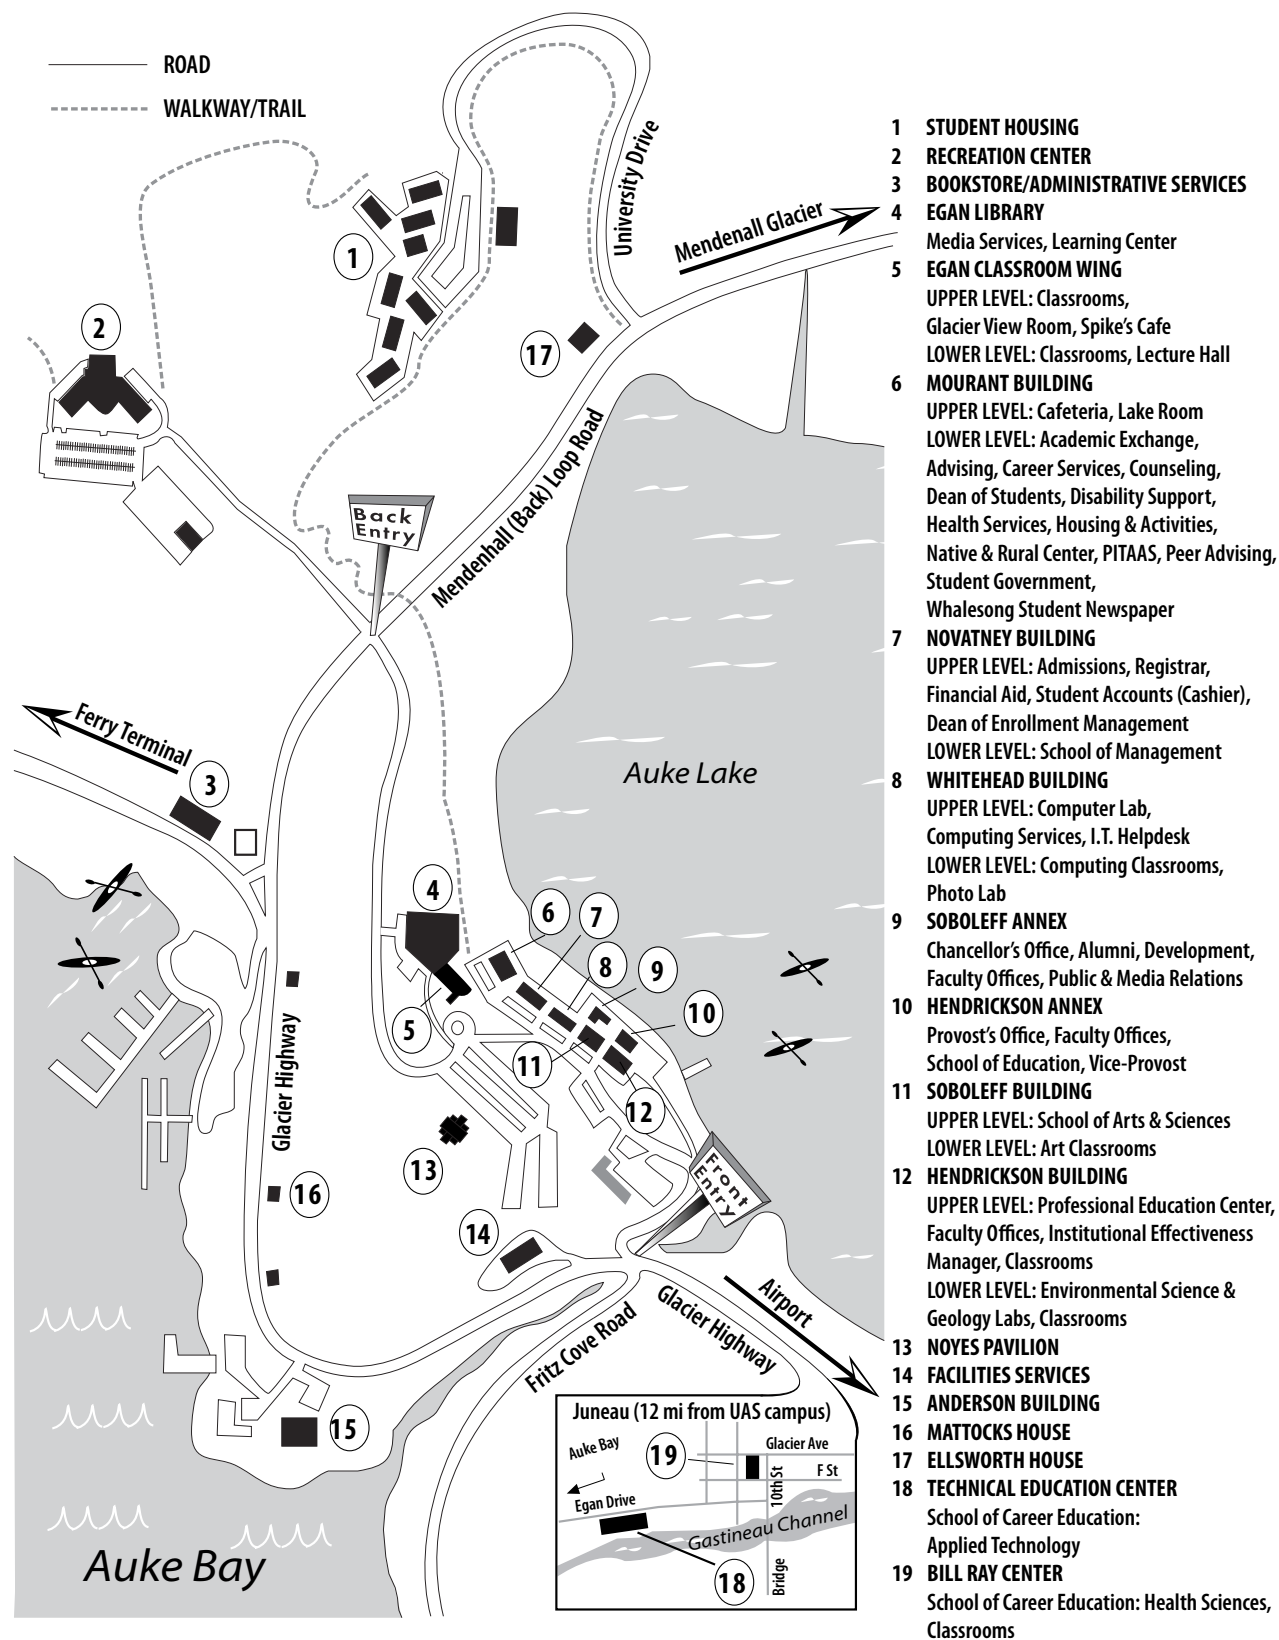 ROAD
WALKWAY/TRAIL
University Drive
Mendenall Glacier
1
2
17
Back
Entry
Mendenhall (Back) Loop Road
Ferry Terminal
3
Auke Lake
4
6
7
8
9
10
5
11
12
Glacier Highway
13
16
14
Front
Entry
Airport
Glacier Highway
Fritz Cove Road
15
Auke Bay
Juneau (12 mi from UAS campus)
Auke Bay
19
Glacier Ave
F St
10th St
Egan Drive
Gastineau Channel
18
Bridge
1 STUDENT HOUSING
2 RECREATION CENTER
3 BOOKSTORE/ADMINISTRATIVE SERVICES
4 EGAN LIBRARY
Media Services, Learning Center
5 EGAN CLASSROOM WING
UPPER LEVEL: Classrooms,
Glacier View Room, Spike's Cafe
LOWER LEVEL: Classrooms, Lecture Hall
6 MOURANT BUILDING
UPPER LEVEL: Cafeteria, Lake Room
LOWER LEVEL: Academic Exchange,
Advising, Career Services, Counseling,
Dean of Students, Disability Support,
Health Services, Housing & Activities,
Native & Rural Center, PITAAS, Peer Advising,
Student Government,
Whalesong Student Newspaper
7 NOVATNEY BUILDING
UPPER LEVEL: Admissions, Registrar,
Financial Aid, Student Accounts (Cashier),
Dean of Enrollment Management
LOWER LEVEL: School of Management
8 WHITEHEAD BUILDING
UPPER LEVEL: Computer Lab,
Computing Services, I.T. Helpdesk
LOWER LEVEL: Computing Classrooms,
Photo Lab
9 SOBOLEFF ANNEX
Chancellor's Office, Alumni, Development,
Faculty Offices, Public & Media Relations
10 HENDRICKSON ANNEX
Provost's Office, Faculty Offices,
School of Education, Vice-Provost
11 SOBOLEFF BUILDING
UPPER LEVEL: School of Arts & Sciences
LOWER LEVEL: Art Classrooms
12 HENDRICKSON BUILDING
UPPER LEVEL: Professional Education Center,
Faculty Offices, Institutional Effectiveness
Manager, Classrooms
LOWER LEVEL: Environmental Science &
Geology Labs, Classrooms
13 NOYES PAVILION
14 FACILITIES SERVICES
15 ANDERSON BUILDING
16 MATTOCKS HOUSE
17 ELLSWORTH HOUSE
18 TECHNICAL EDUCATION CENTER
School of Career Education:
Applied Technology
19 BILL RAY CENTER
School of Career Education: Health Sciences,
Classrooms